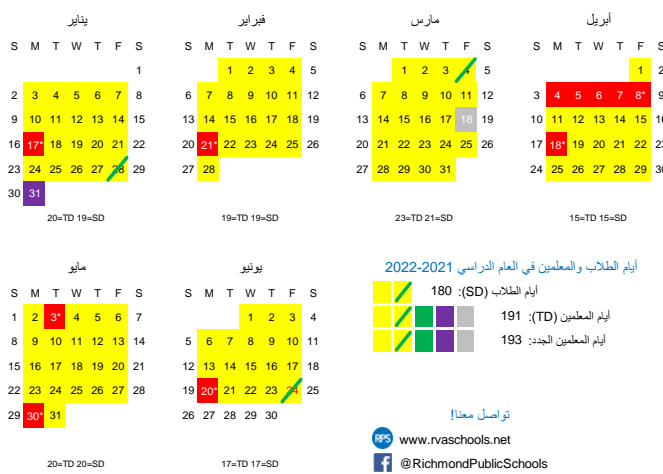 يناير
S M T W T F S
1
2 3 4 5 6 7 8
9 10 11 12 13 14 15
16 17* 18 19 20 21 22
23 24 25 26 27 28 29
30 31
20=TD 19=SD
فبراير
S M T W T F S
1 2 3 4 5
6 7 8 9 10 11 12
13 14 15 16 17 18 19
20 21* 22 23 24 25 26
27 28
19=TD 19=SD
مارس
S M T W T F S
1 2 3 4 5
6 7 8 9 10 11 12
13 14 15 16 17 18 19
20 21 22 23 24 25 26
27 28 29 30 31
23=TD 21=SD
أبريل
S M T W T F S
1 2
3 4 5 6 7 8* 9
10 11 12 13 14 15 16
17 18* 19 20 21 22 23
24 25 26 27 28 29 30
15=TD 15=SD
مايو
S M T W T F S
1 2 3* 4 5 6 7
8 9 10 11 12 13 14
15 16 17 18 19 20 21
22 23 24 25 26 27 28
29 30* 31
20=TD 20=SD
يونيو
S M T W T F S
1 2 3 4
5 6 7 8 9 10 11
12 13 14 15 16 17 18
19 20* 21 22 23 24 25
26 27 28 29 30
17=TD 17=SD
أيام الطلاب والمعلمين في العام الدراسي 2021-2022
أيام الطلاب (SD): 180
أيام المعلمين (TD): 191
أيام المعلمين الجدد: 193
تواصل معنا!
RPS www.rvaschools.net
f @RichmondPublicSchools